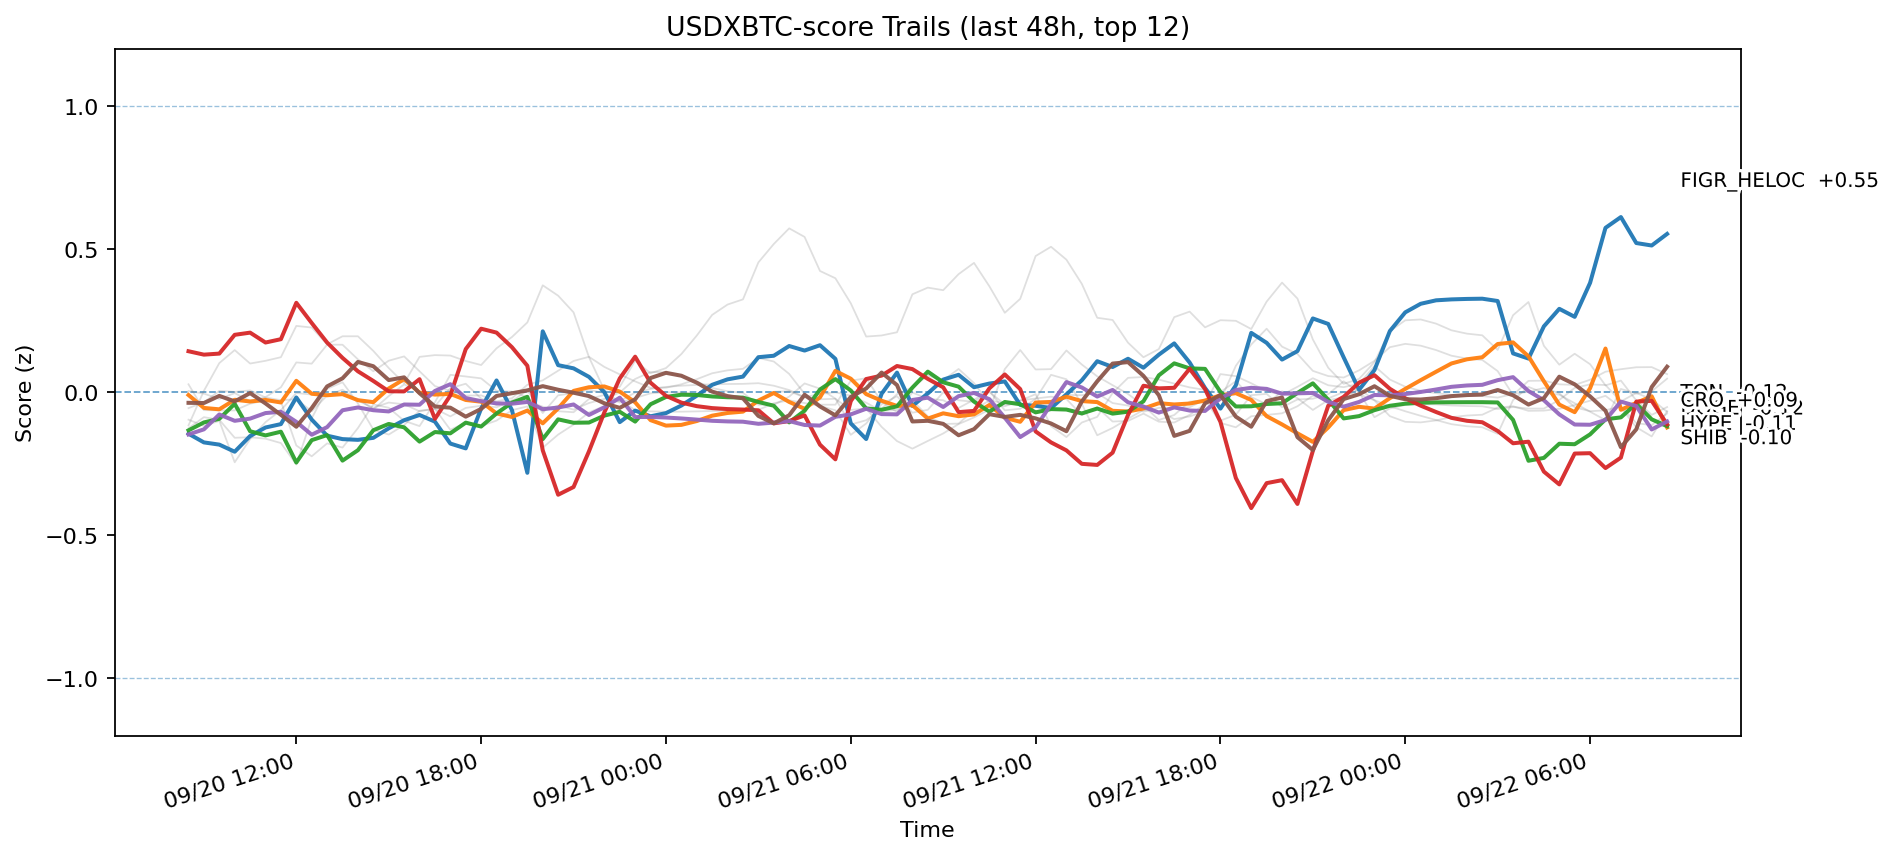 USDXBTC-score Trails (last 48h, top 12)
Score (z)
1.0
0.5
0.0
−0.5
−1.0
FIGR_HELOC +0.55
TON -0.12
CRO +0.09
HYPE -0.11
SHIB -0.10
09/20 12:00
09/20 18:00
09/21 00:00
09/21 06:00
09/21 12:00
09/21 18:00
09/22 00:00
09/22 06:00
Time